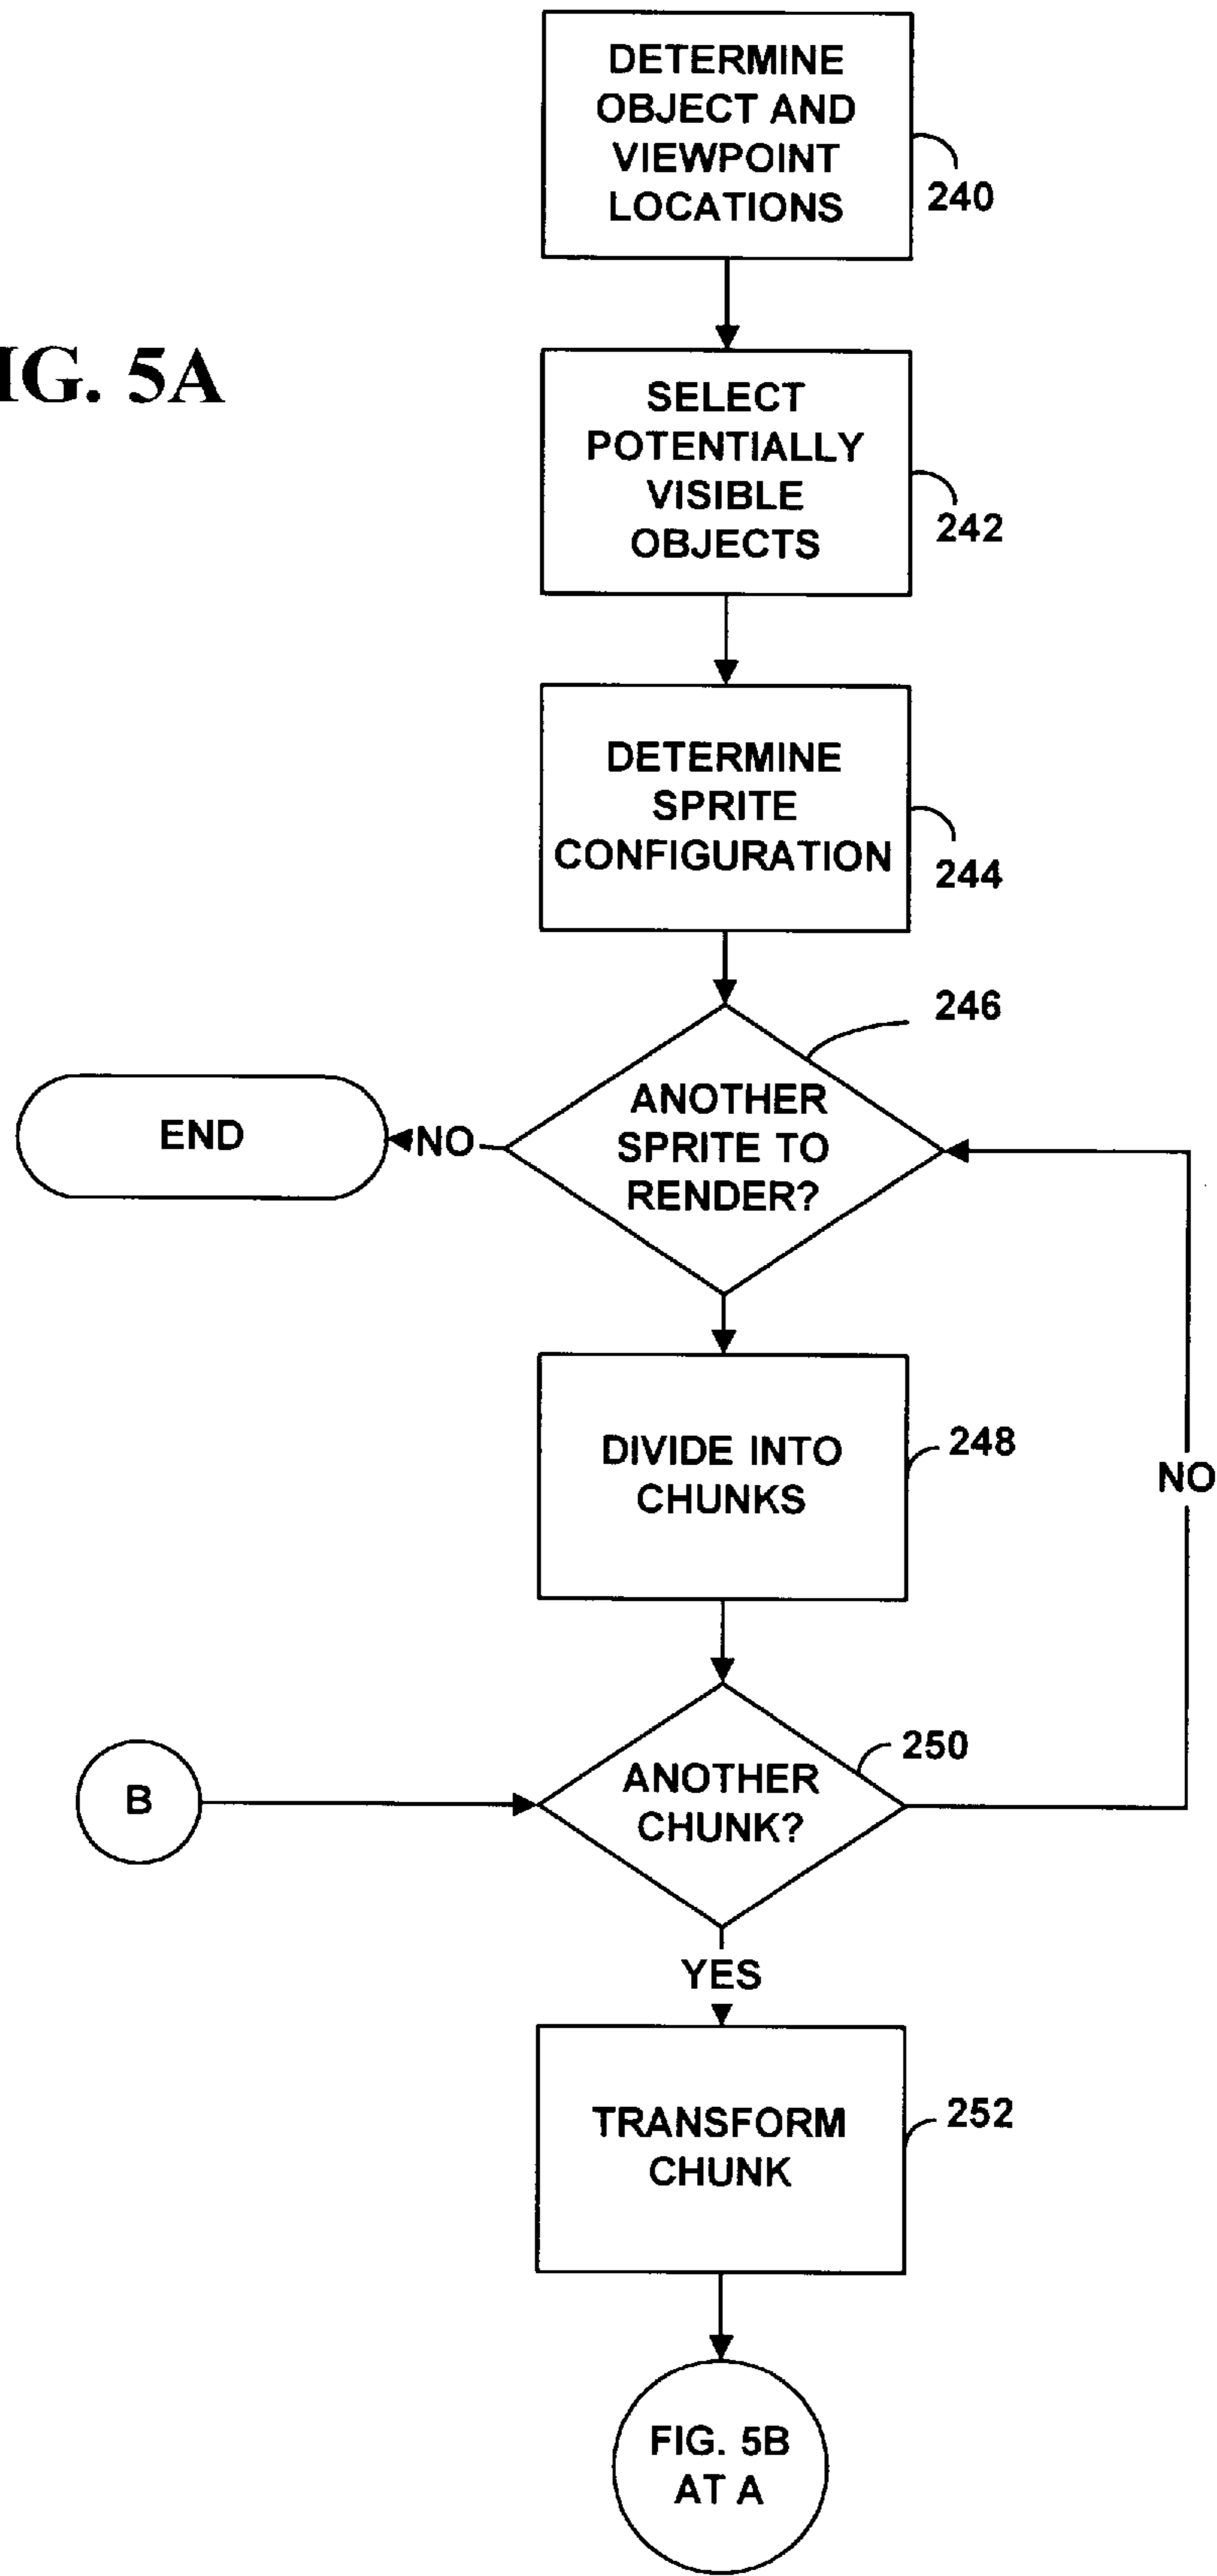 DETERMINE
OBJECT AND
VIEWPOINT
LOCATIONS
240
IG. 5A
SELECT
POTENTIALLY
VISIBLE
OBJECTS
242
DETERMINE
SPRITE
CONFIGURATION
244
246
END
NO
ANOTHER
SPRITE TO
RENDER?
DIVIDE INTO
CHUNKS
248
NO
250
B
ANOTHER
CHUNK?
YES
TRANSFORM
CHUNK
252
FIG. 5B
AT A